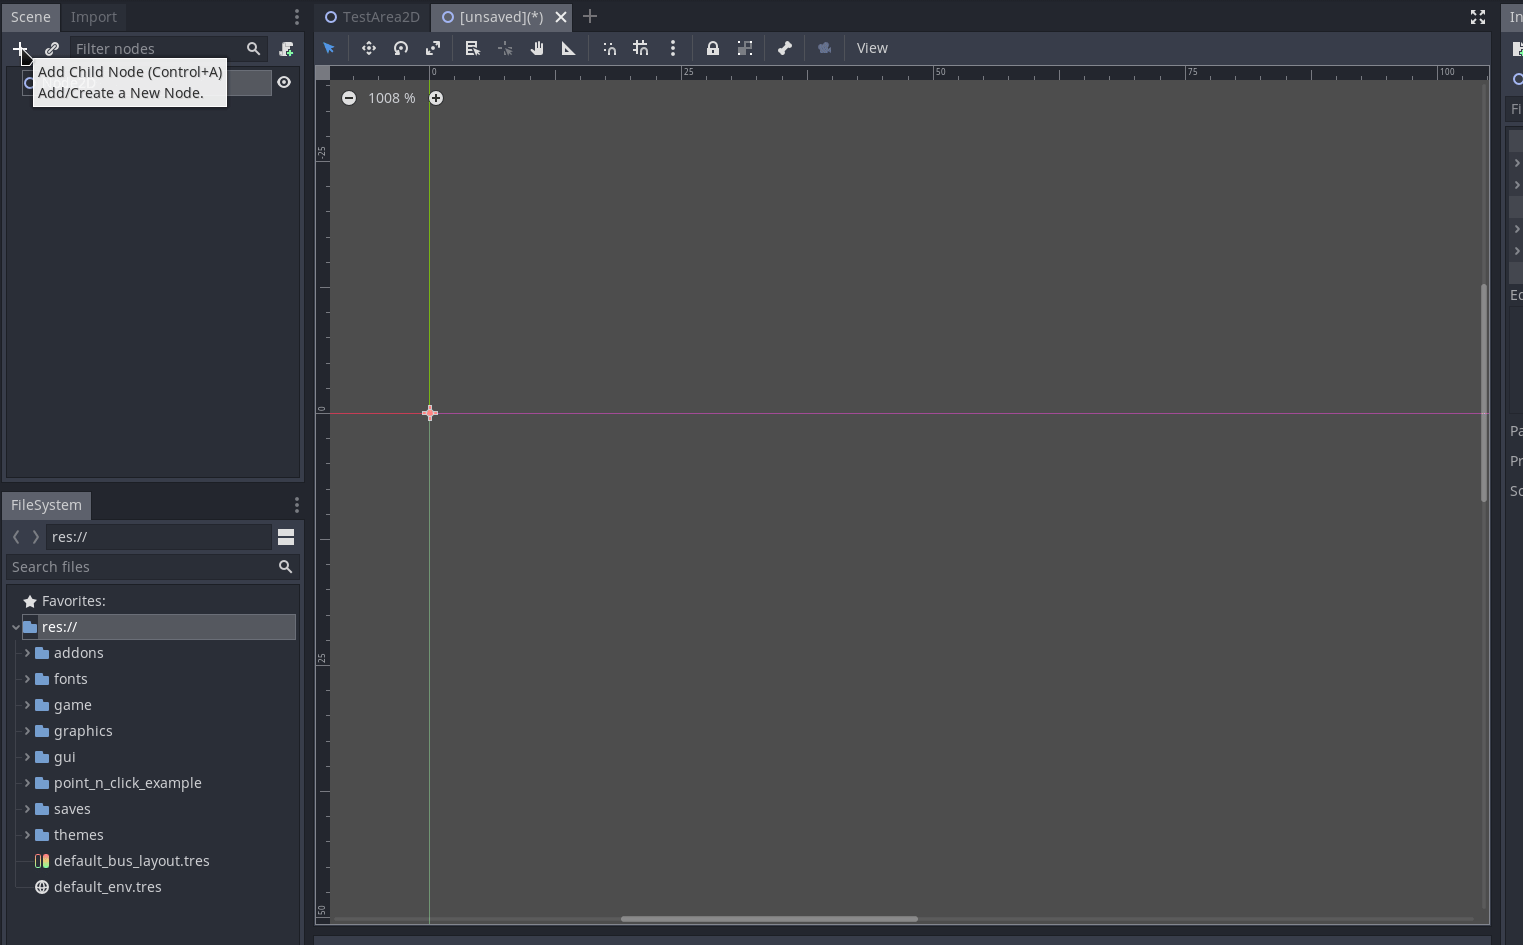 Scene
Import
TestArea2D
[unsaved](*)
In
Filter nodes
View
Add Child Node (Control+A)
Add/Create a New Node.
0
25
50
75
100
1008 %
Fi
-25
0
25
50
Pa
Pr
FileSystem
res://
Search files
Favorites:
res://
addons
fonts
game
graphics
gui
point_n_click_example
saves
themes
default_bus_layout.tres
default_env.tres